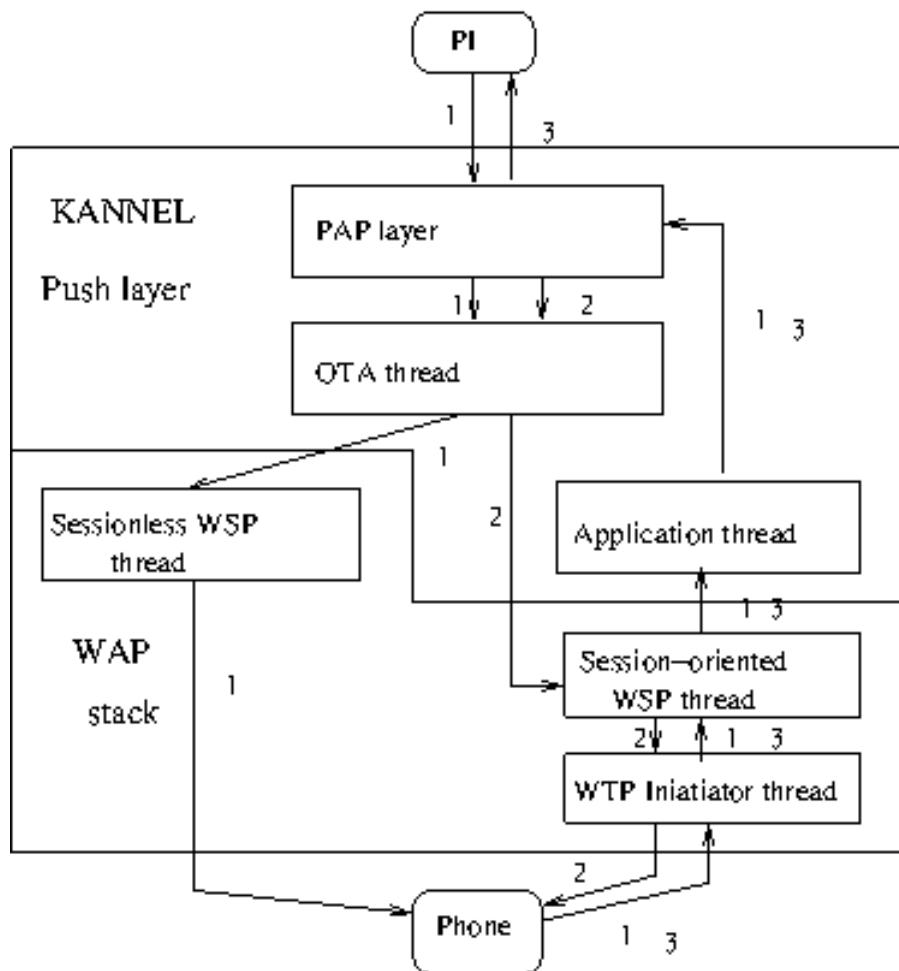 PI
1
3
KANNEL
Push layer
PAP layer
1 2
1 3
OTA thread
1
2
Sessionless WSP
thread
Application thread
1 3
WAP
stack
1
Session-oriented
WSP thread
2 1 3
WTP Iniatiator thread
2
Phone
1 3